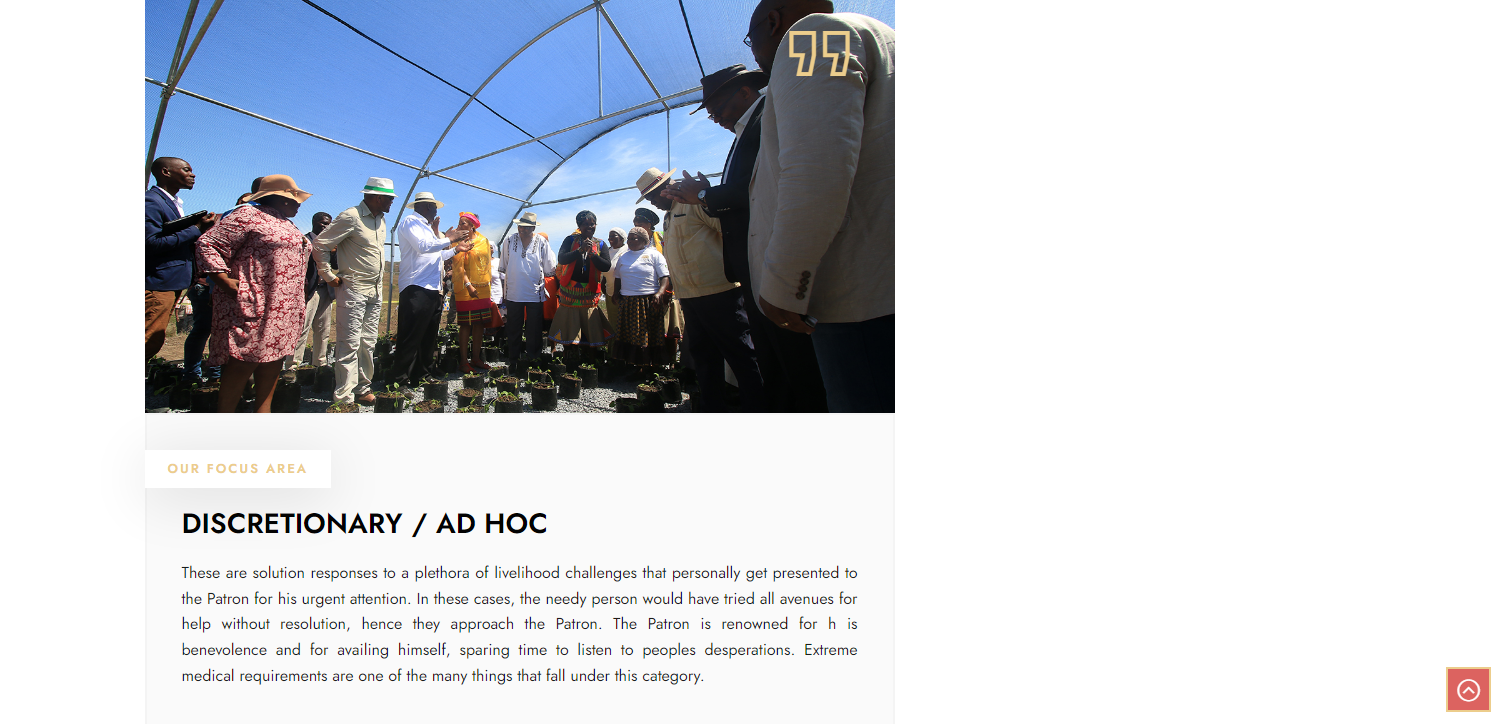 OUR FOCUS AREA
DISCRETIONARY / AD HOC
These are solution responses to a plethora of livelihood challenges that personally get presented to
the Patron for his urgent attention. In these cases, the needy person would have tried all avenues for
help without resolution, hence they approach the Patron. The Patron is renowned for h is
benevolence and for availing himself, sparing time to listen to peoples desperations. Extreme
medical requirements are one of the many things that fall under this category.